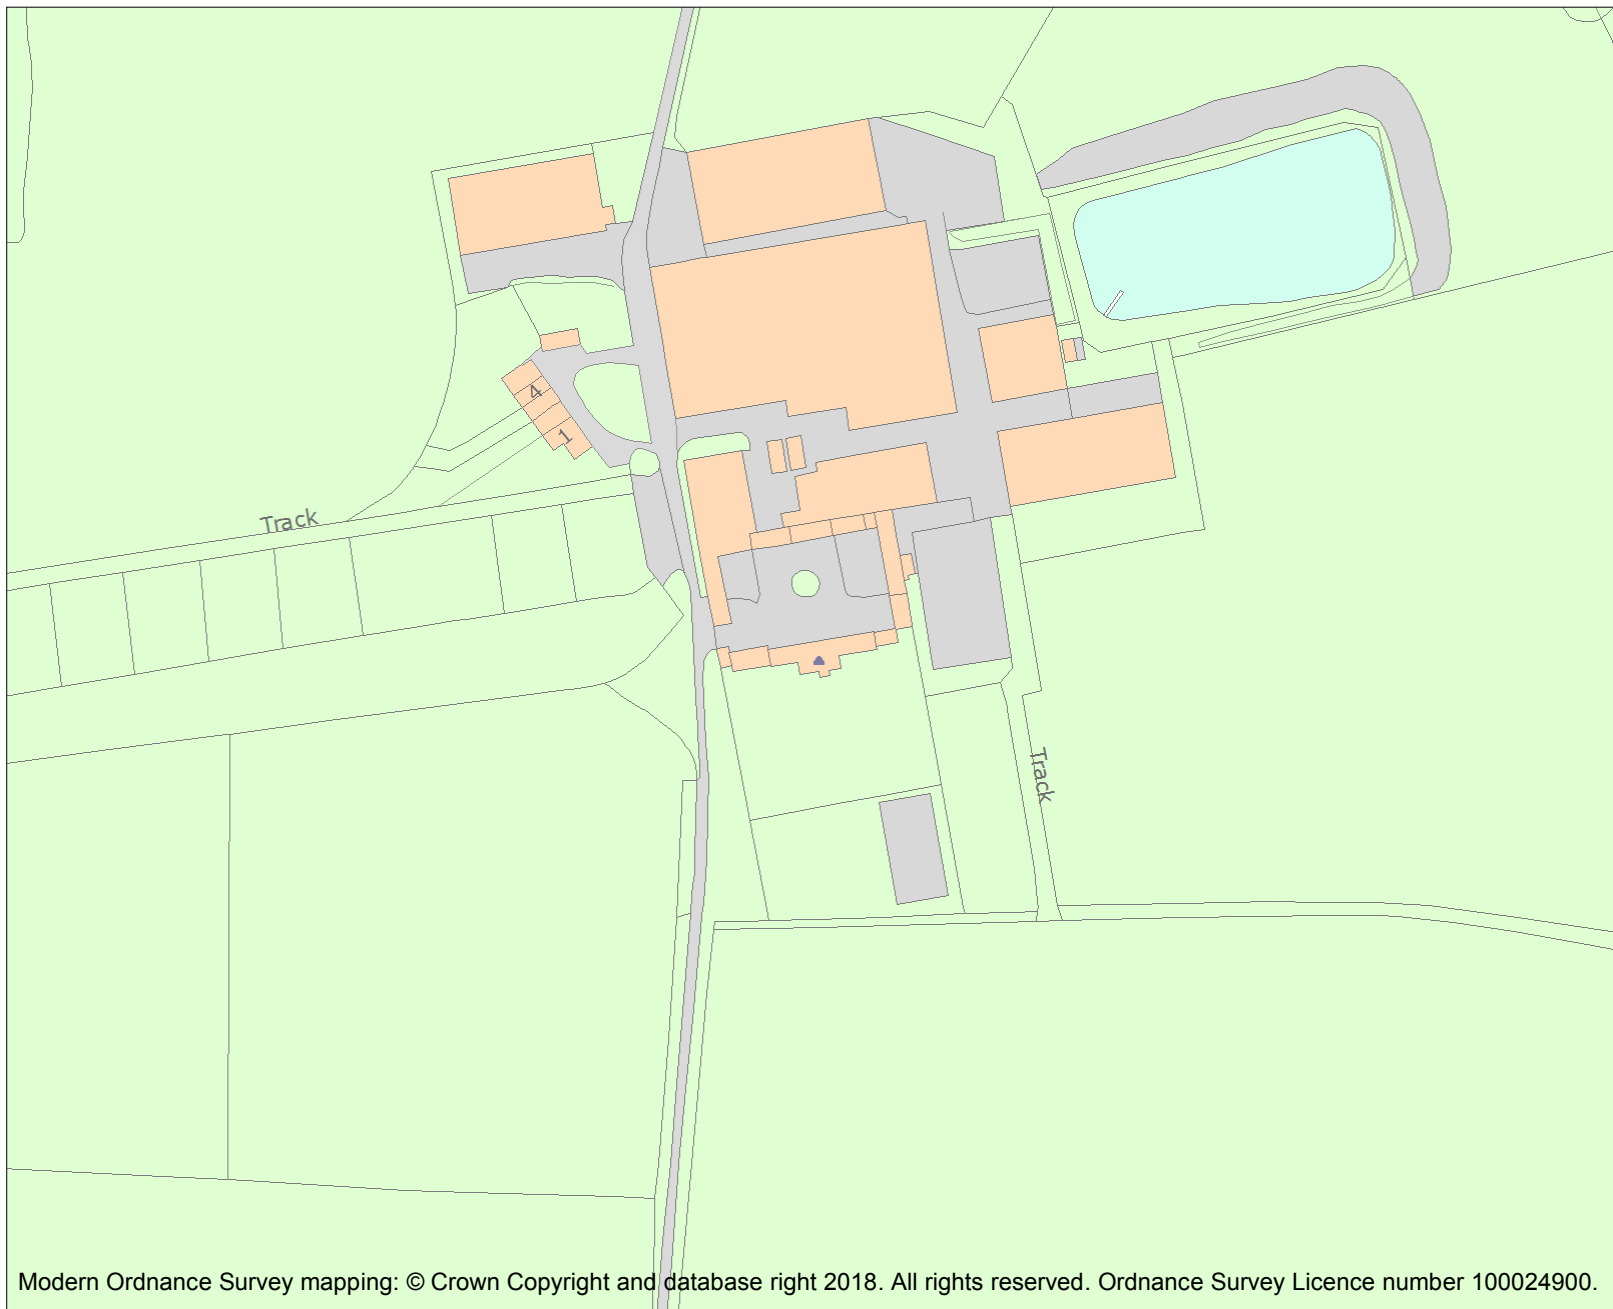 4
1
Track
Track
Modern Ordnance Survey mapping: © Crown Copyright and database right 2018. All rights reserved. Ordnance Survey Licence number 100024900.